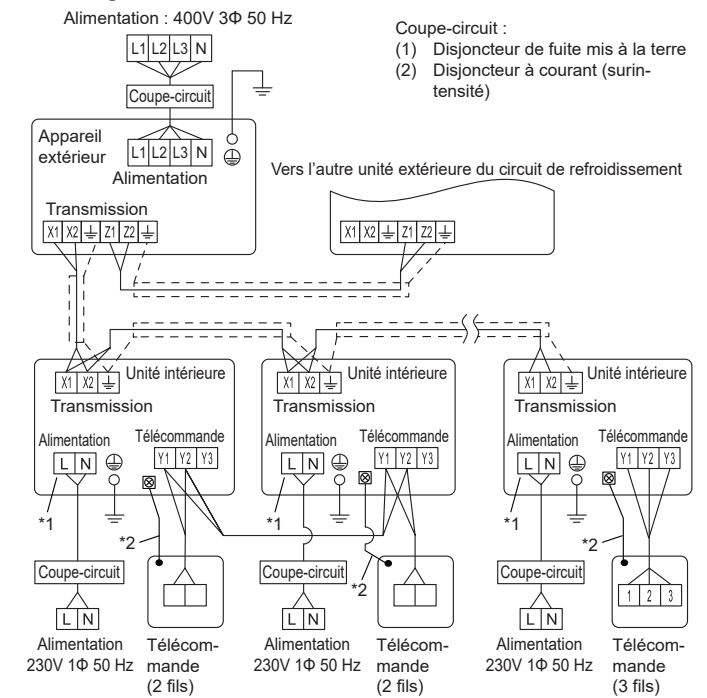 Alimentation : 400V 3Φ 50 Hz
L1 L2 L3 N
Coupe-circuit
Coupe-circuit :
(1) Disjoncteur de fuite mis à la terre
(2) Disjoncteur à courant (surin-
tensité)
Appareil
extérieur
L1 L2 L3 N
Alimentation
Transmission
X1 X2 Z1 Z2
Vers l'autre unité extérieure du circuit de refroidissement
X1 X2 Z1 Z2
X1 X2
Unité intérieure
Transmission
Alimentation
Télécommande
L N
Y1 Y2 Y3
*1
*2
Coupe-circuit
L N
Alimentation
230V 1Φ 50 Hz
Télécom-
mande
(2 fils)
X1 X2
Unité intérieure
Transmission
Alimentation
Télécommande
L N
Y1 Y2 Y3
*1
*2
Coupe-circuit
L N
Alimentation
230V 1Φ 50 Hz
Télécom-
mande
(2 fils)
X1 X2
Unité intérieure
Transmission
Alimentation
Télécommande
L N
Y1 Y2 Y3
*1
*2
Coupe-circuit
1 2 3
L N
Alimentation
230V 1Φ 50 Hz
Télécom-
mande
(3 fils)